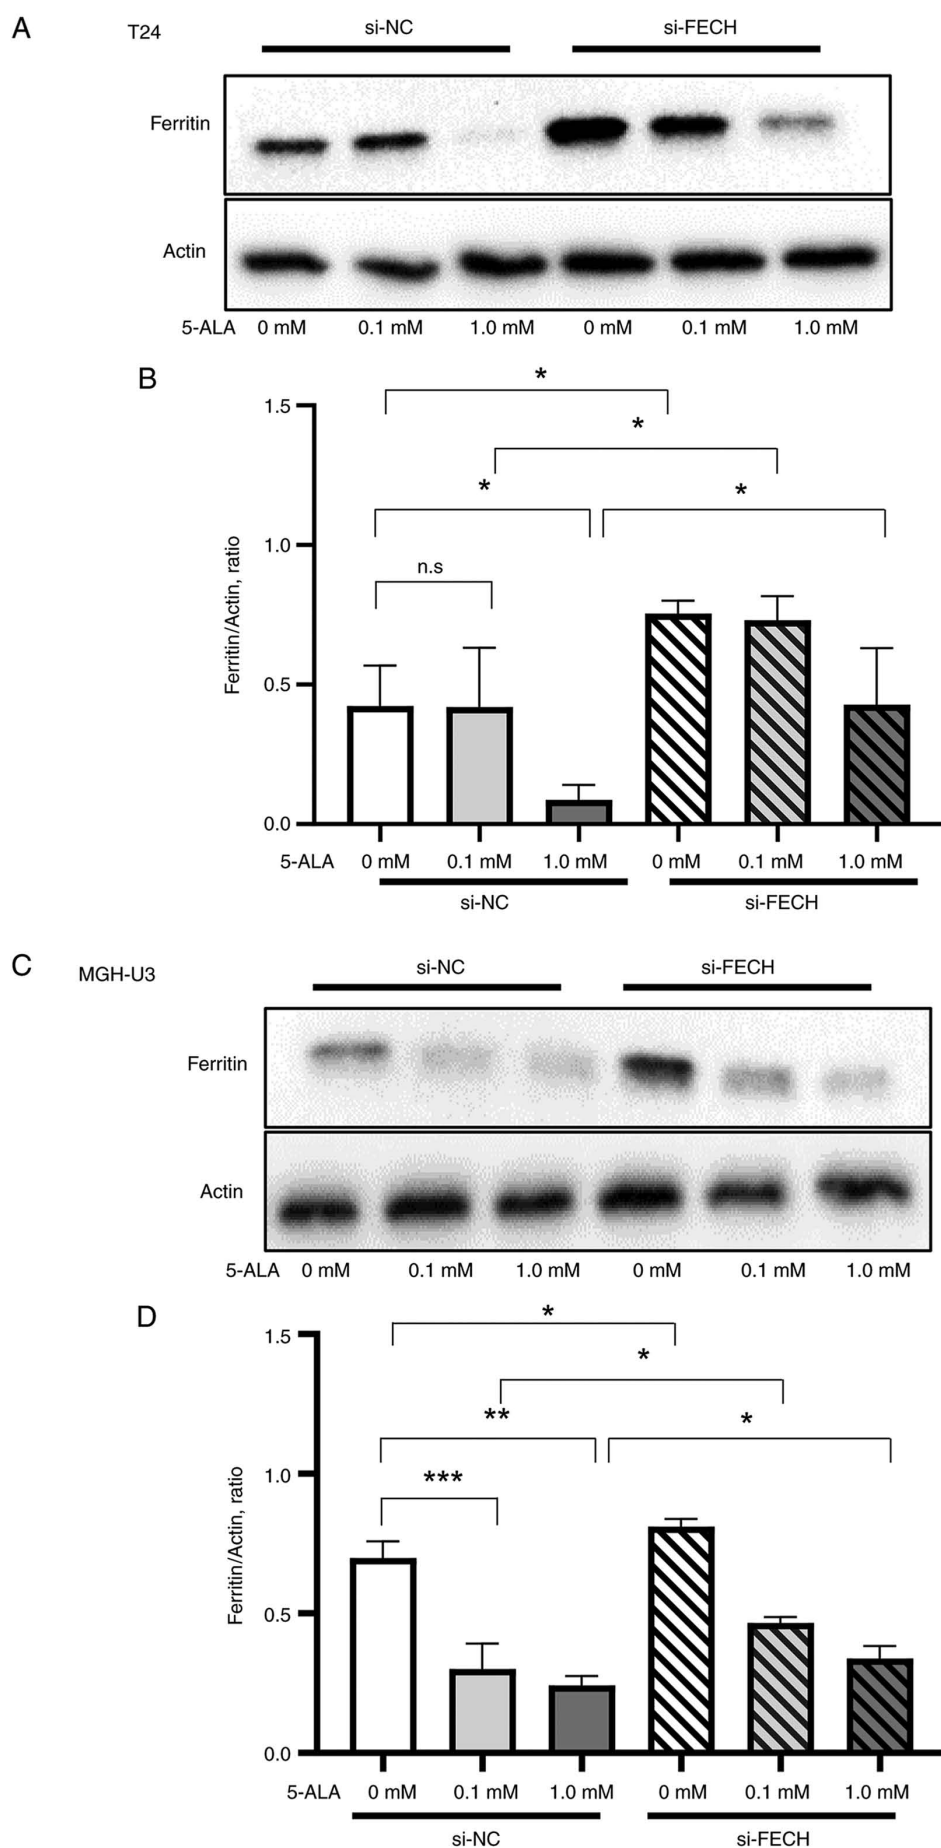 A
T24
si-NC
si-FECH
Ferritin
Actin
5-ALA
0 mM
0.1 mM
1.0 mM
0 mM
0.1 mM
1.0 mM
B
Ferritin/Actin, ratio
1.5
1.0
0.5
0.0
*
*
*
*
n.s
5-ALA
0 mM
0.1 mM
1.0 mM
0 mM
0.1 mM
1.0 mM
si-NC
si-FECH
C
MGH-U3
si-NC
si-FECH
Ferritin
Actin
5-ALA
0 mM
0.1 mM
1.0 mM
0 mM
0.1 mM
1.0 mM
D
Ferritin/Actin, ratio
1.5
1.0
0.5
0.0
*
*
**
*
***
5-ALA
0 mM
0.1 mM
1.0 mM
0 mM
0.1 mM
1.0 mM
si-NC
si-FECH